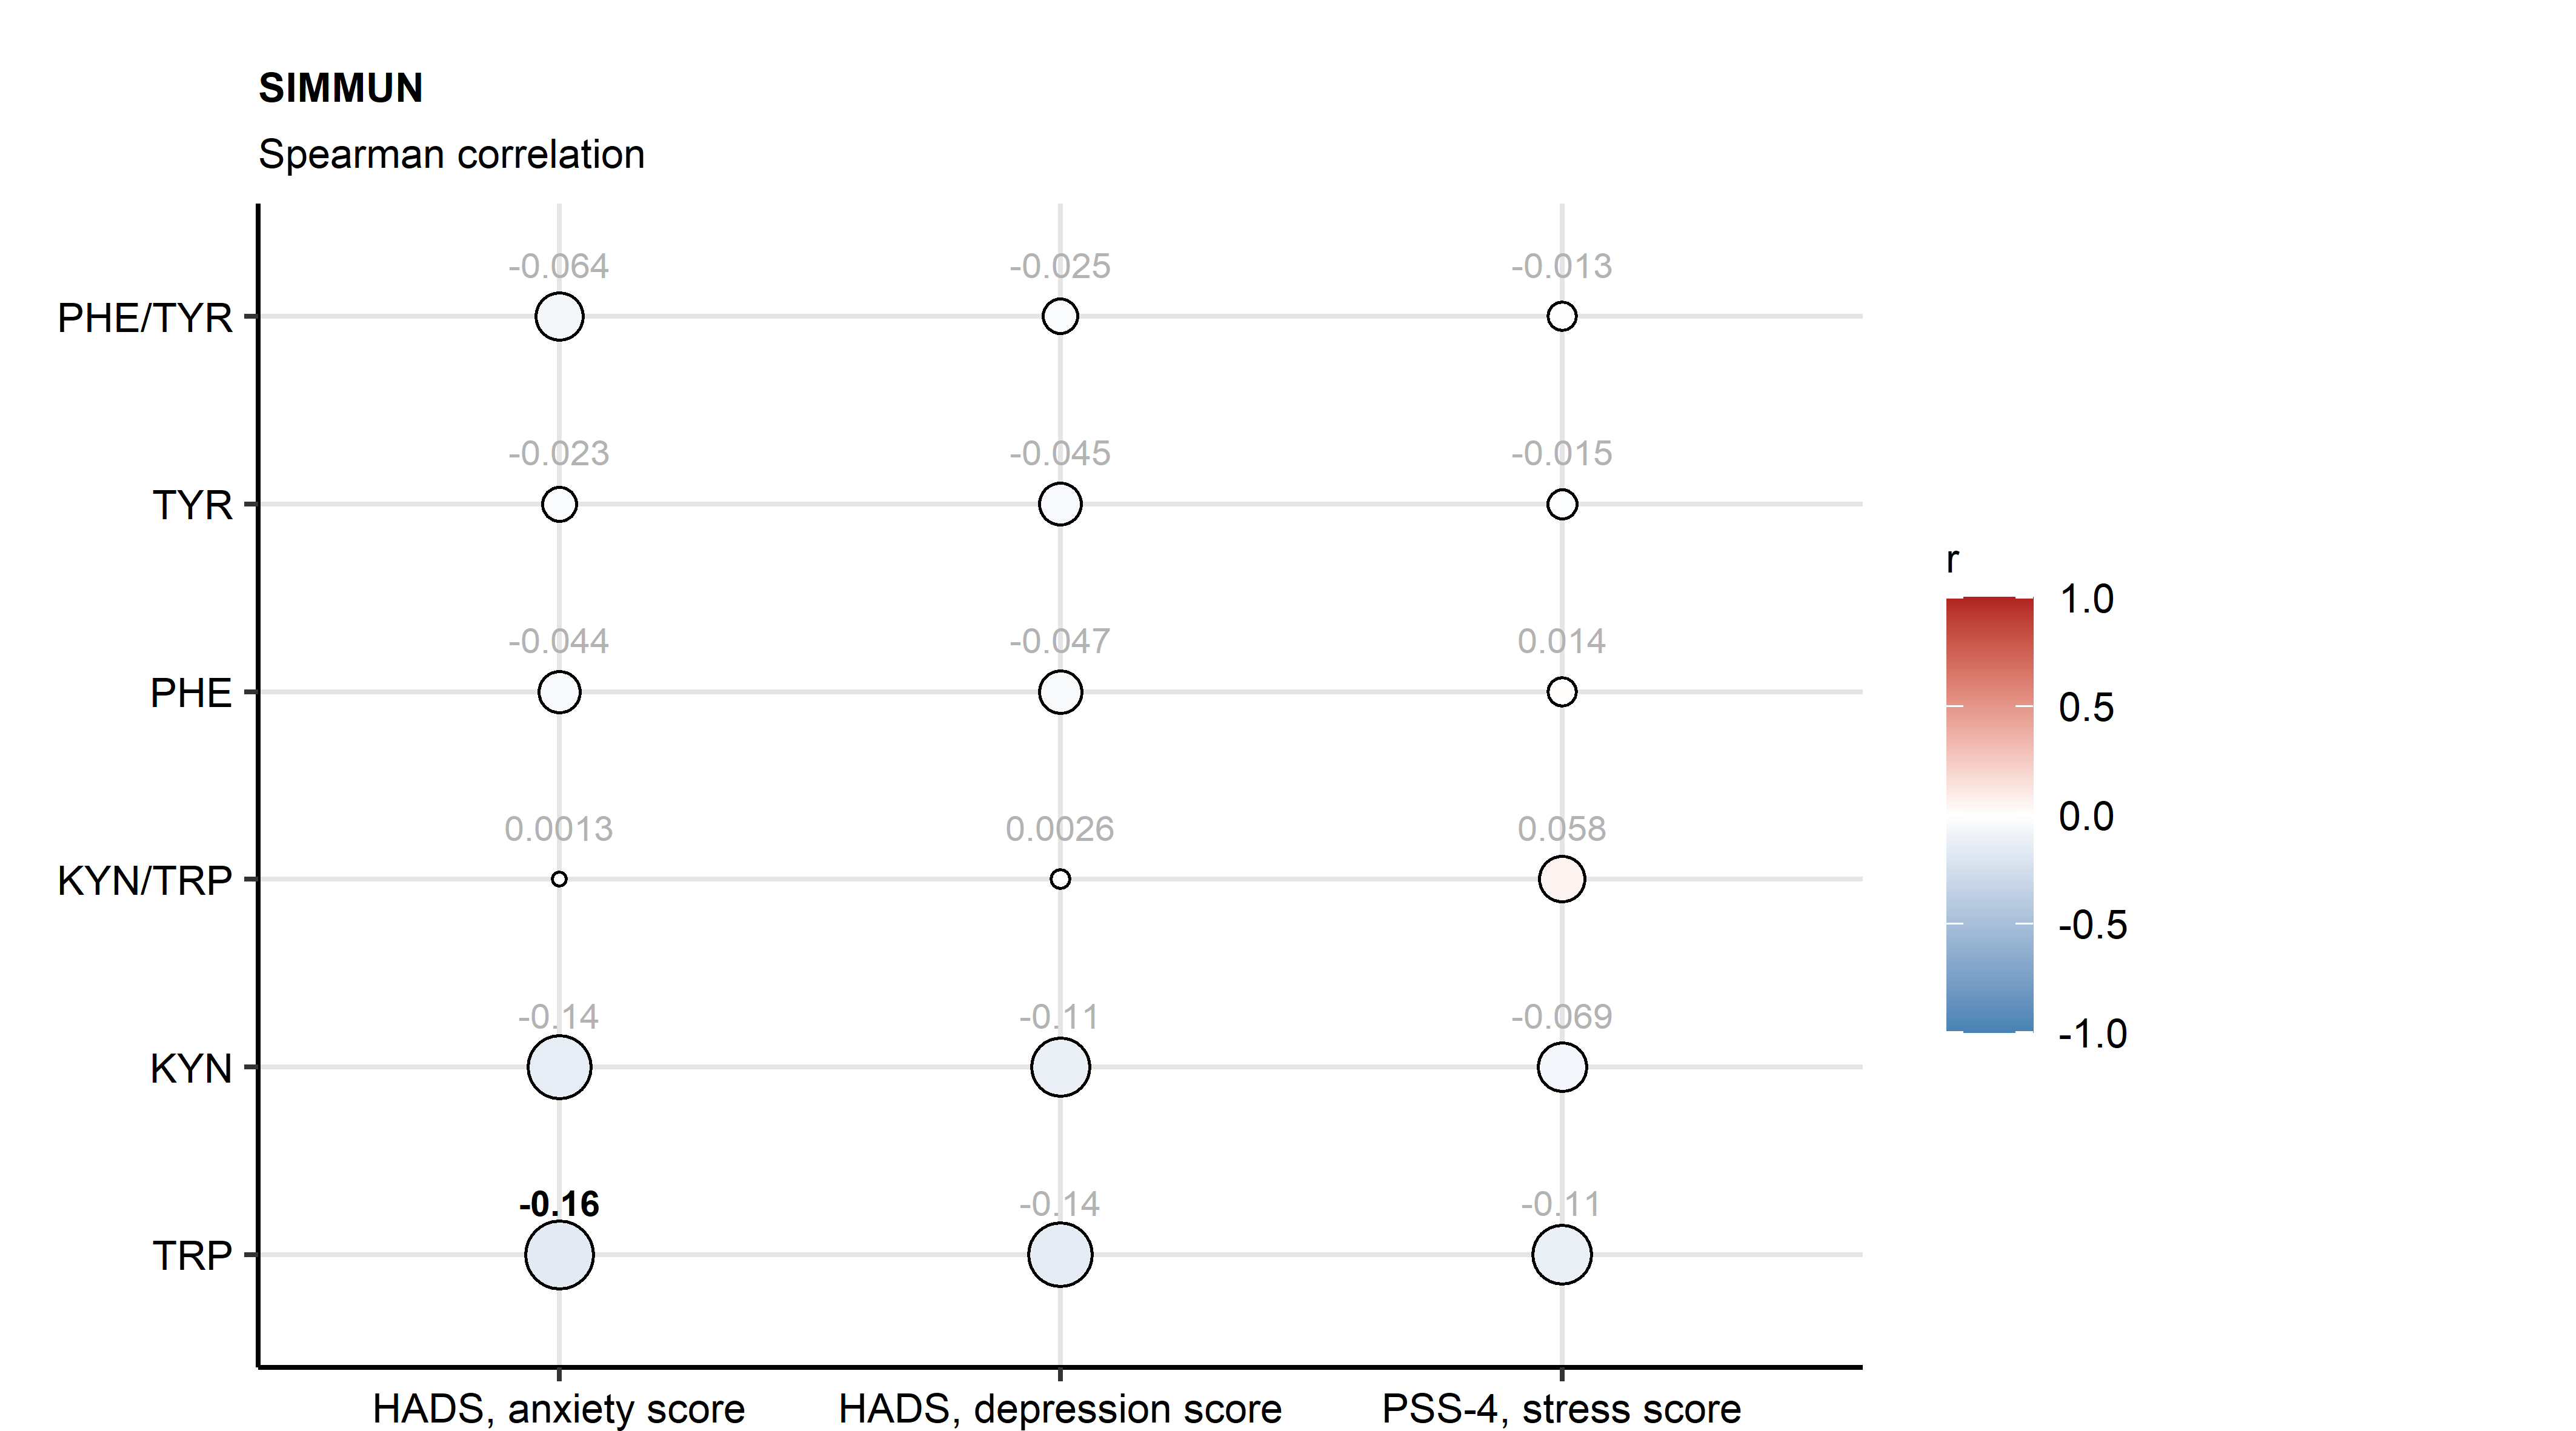 SIMMUN
Spearman correlation
PHE/TYR -0.064 -0.025 -0.013
TYR -0.023 -0.045 -0.015
PHE -0.044 -0.047 0.014
KYN/TRP 0.0013 0.0026 0.058
KYN -0.14 -0.11 -0.069
TRP -0.16 -0.14 -0.11
HADS, anxiety score HADS, depression score PSS-4, stress score
r
1.0
0.5
0.0
-0.5
-1.0